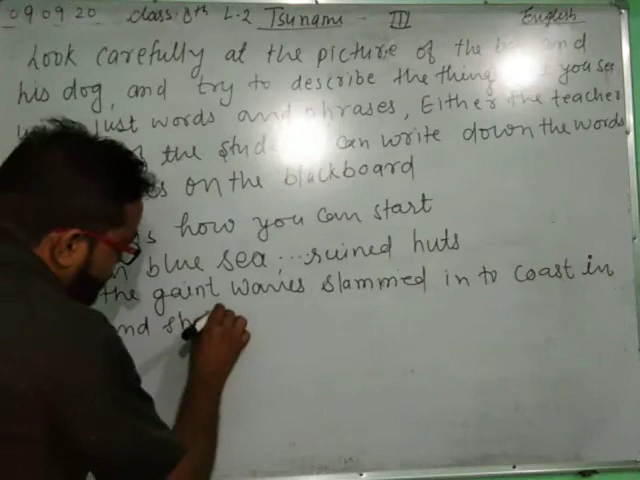 09.09.20 class-8th L-2 Tsunami - III English
Look carefully at the picture of the and
his dog, and try to describe the thing you see
just words and phrases, Either the teacher
the can write down the words
on the blackboard
how you can start
blue sea, ...ruined huts
the gaint waves slammed in to coast in